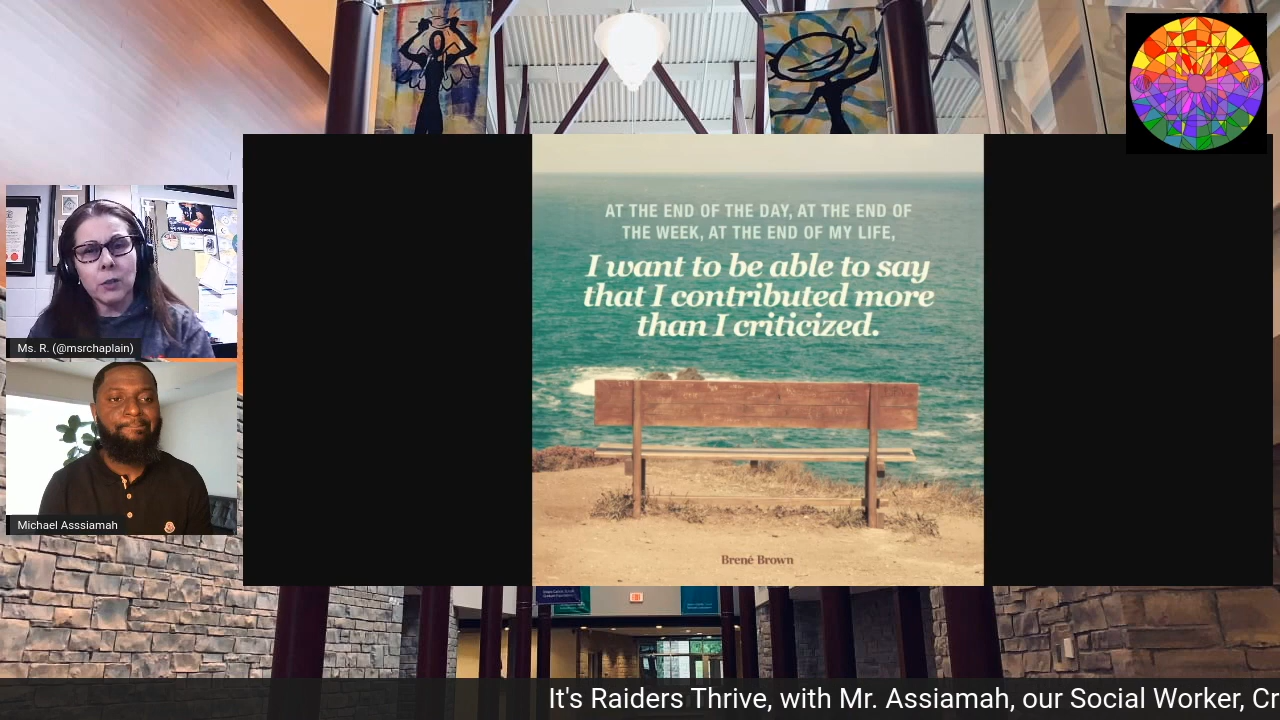 AT THE END OF THE DAY, AT THE END OF
THE WEEK, AT THE END OF MY LIFE,
I want to be able to say
that I contributed more
than I criticized.
Brené Brown
Ms. R. (@msrchaplain)
Michael Asssiamah
EXIT
It's Raiders Thrive, with Mr. Assiamah, our Social Worker, Cr